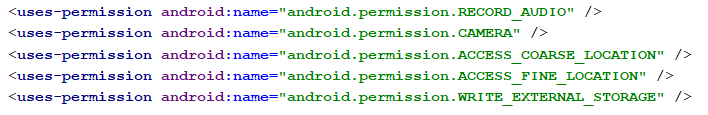 <uses-permission android:name="android.permission.RECORD_AUDIO" />
<uses-permission android:name="android.permission.CAMERA" />
<uses-permission android:name="android.permission.ACCESS_COARSE_LOCATION" />
<uses-permission android:name="android.permission.ACCESS_FINE_LOCATION" />
<uses-permission android:name="android.permission.WRITE_EXTERNAL_STORAGE" />